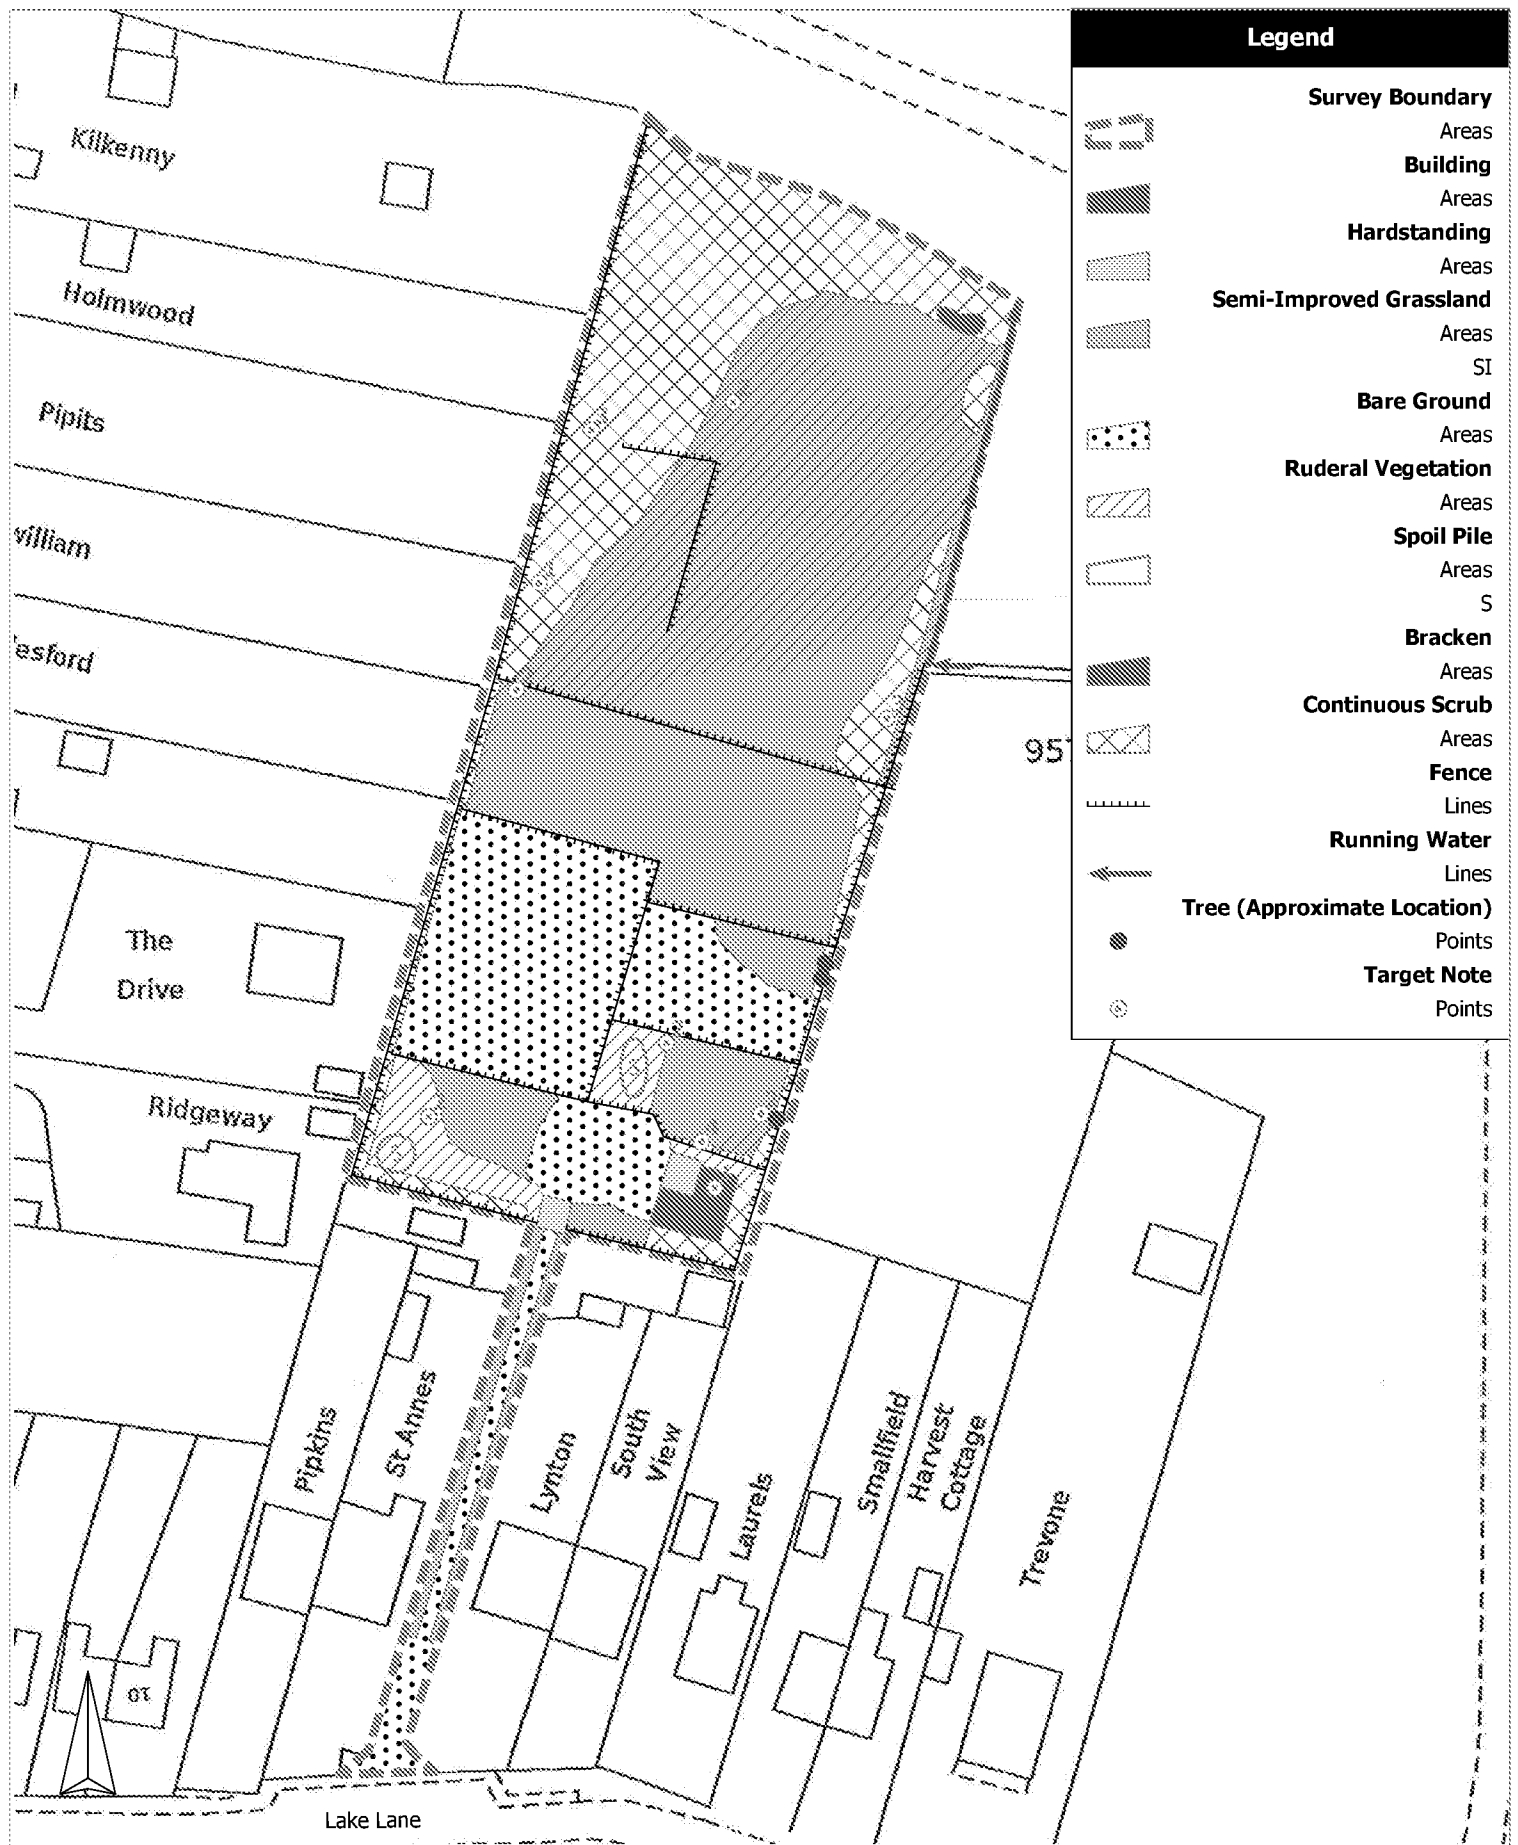 Legend
Survey Boundary
Areas
Building
Areas
Hardstanding
Areas
Semi-Improved Grassland
Areas
SI
Bare Ground
Areas
Ruderal Vegetation
Areas
Spoil Pile
Areas
S
Bracken
Areas
Continuous Scrub
Areas
Fence
Lines
Running Water
Lines
Tree (Approximate Location)
Points
Target Note
Points
Kilkenny
Holmwood
Pipits
william
esford
95
The
Drive
Ridgeway
Pipkins
St Annes
Lynton
South
View
Laurels
Smallfield
Harvest
Cottage
Trevone
10
Lake Lane